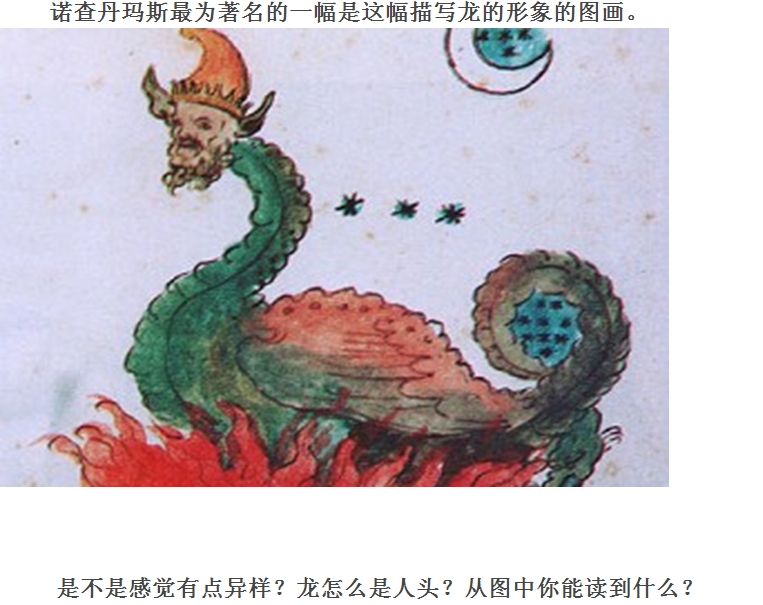 诺查丹玛斯最为著名的一幅是这幅描写龙的形象的图画。
是不是感觉有点异样？龙怎么是人头？从图中你能读到什么？